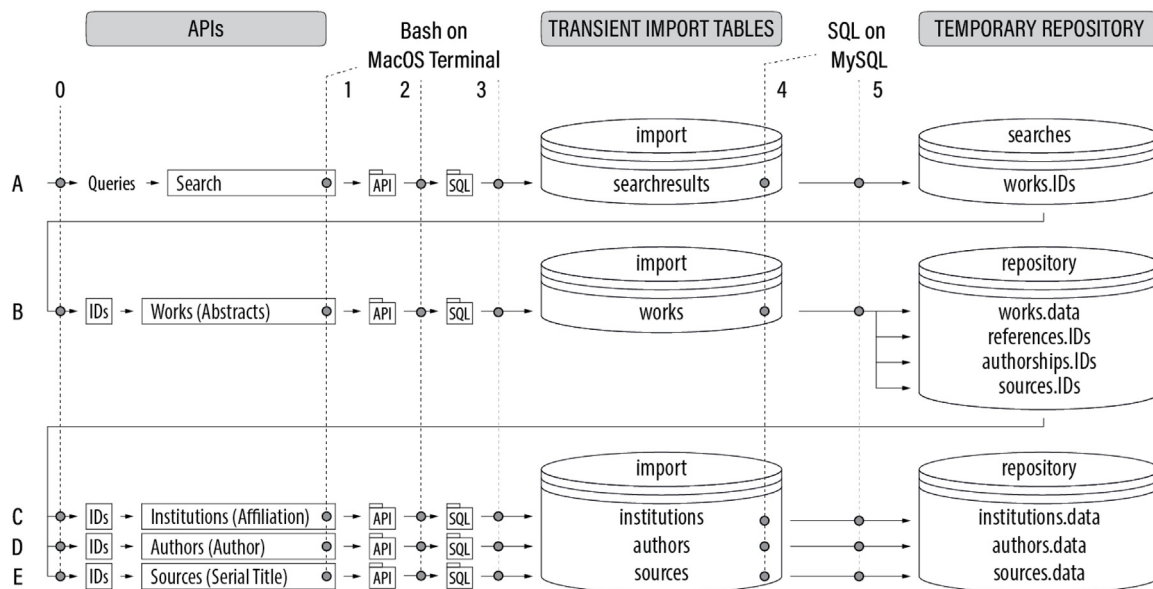 APIs
Bash on
MacOS Terminal
TRANSIENT IMPORT TABLES
SQL on
MySQL
TEMPORARY REPOSITORY
0
1
2
3
4
5
import
searches
A
Queries
Search
API
SQL
searchresults
works.IDs
import
repository
B
IDs
Works (Abstracts)
API
SQL
works
works.data
references.IDs
authorships.IDs
sources.IDs
import
repository
C
IDs
Institutions (Affiliation)
API
SQL
institutions
institutions.data
D
IDs
Authors (Author)
API
SQL
authors
authors.data
E
IDs
Sources (Serial Title)
API
SQL
sources
sources.data